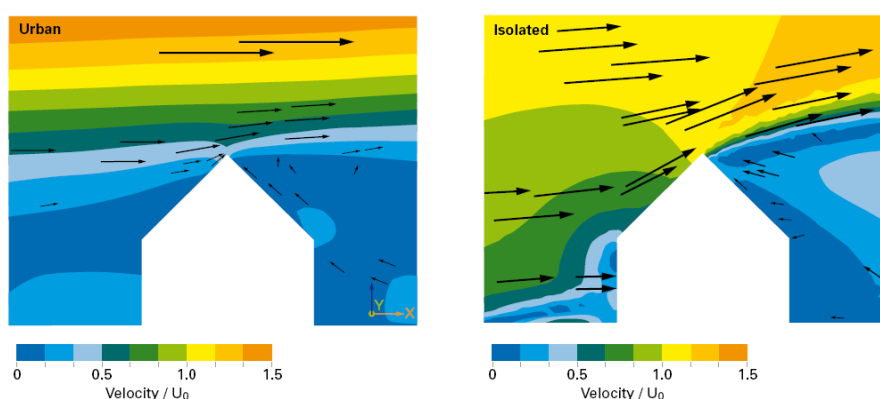 Urban
Y
X
0 0.5 1.0 1.5
Velocity / U₀
Isolated
0 0.5 1.0 1.5
Velocity / U₀